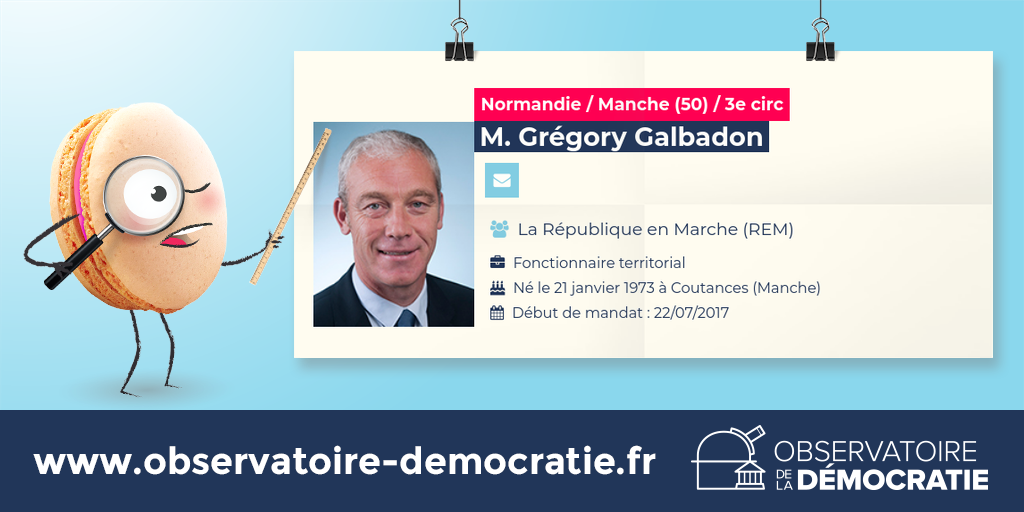 Normandie / Manche (50) / 3e circ
M. Grégory Galbadon
La République en Marche (REM)
Fonctionnaire territorial
Né le 21 janvier 1973 à Coutances (Manche)
Début de mandat : 22/07/2017
www.observatoire-democratie.fr
OBSERVATOIRE
DE LA DÉMOCRATIE